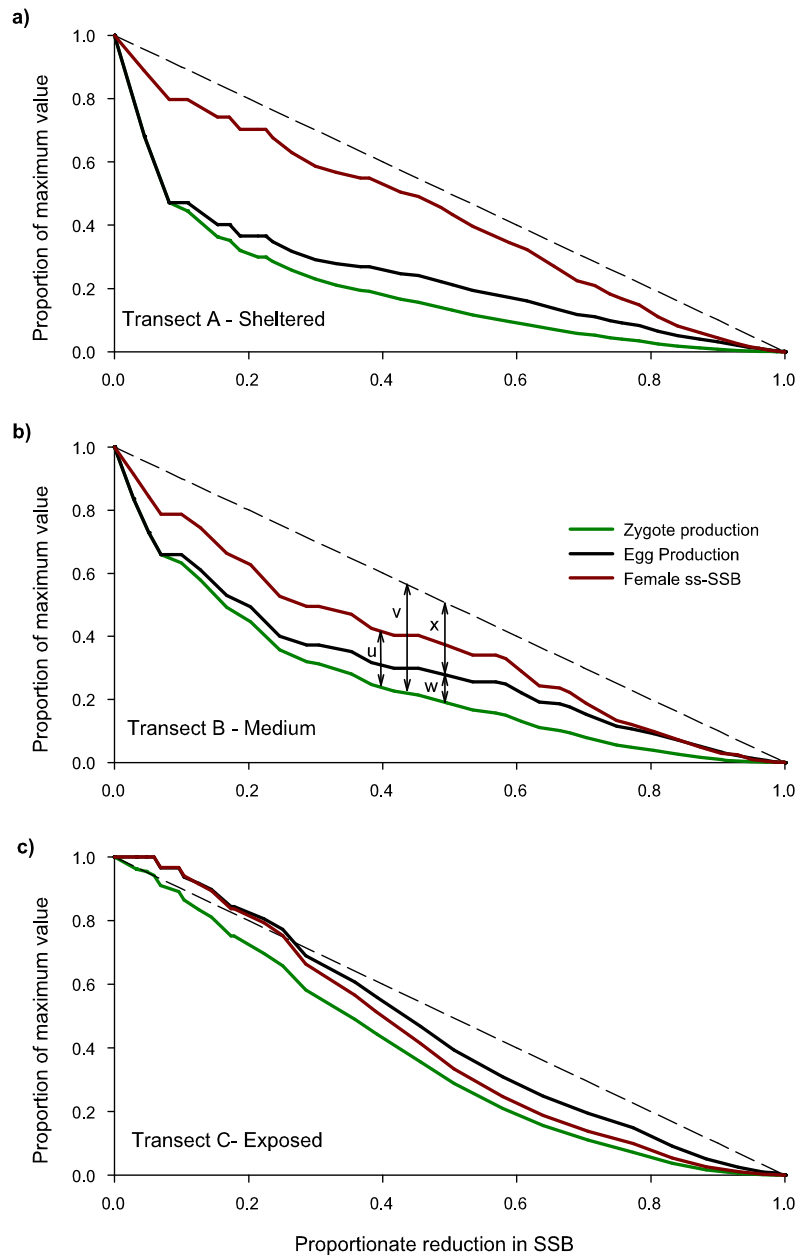 a)
1.0
0.8
0.6
0.4
0.2
0.0
Proportion of maximum value
Transect A - Sheltered
0.0 0.2 0.4 0.6 0.8 1.0
b)
1.0
0.8
0.6
0.4
0.2
0.0
Proportion of maximum value
Zygote production
Egg Production
Female ss-SSB
v
x
u
w
Transect B - Medium
0.0 0.2 0.4 0.6 0.8 1.0
c)
1.0
0.8
0.6
0.4
0.2
0.0
Proportion of maximum value
Transect C- Exposed
0.0 0.2 0.4 0.6 0.8 1.0
Proportionate reduction in SSB